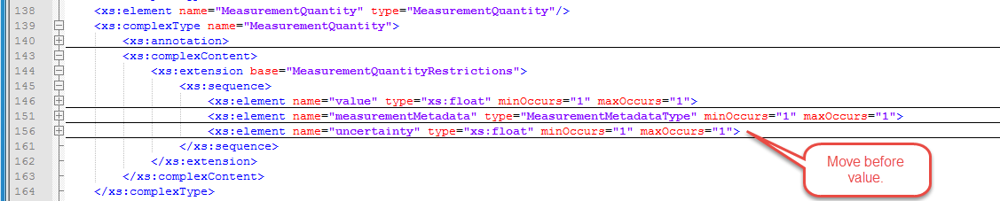 138 <xs:element name="MeasurementQuantity" type="MeasurementQuantity"/>
139 <xs:complexType name="MeasurementQuantity">
140 <xs:annotation>
143 <xs:complexContent>
144 <xs:extension base="MeasurementQuantityRestrictions">
145 <xs:sequence>
146 <xs:element name="value" type="xs:float" minOccurs="1" maxOccurs="1">
151 <xs:element name="measurementMetadata" type="MeasurementMetadataType" minOccurs="1" maxOccurs="1">
156 <xs:element name="uncertainty" type="xs:float" minOccurs="1" maxOccurs="1">
161 </xs:sequence>
162 </xs:extension>
163 </xs:complexContent>
164 </xs:complexType>
Move before
value.